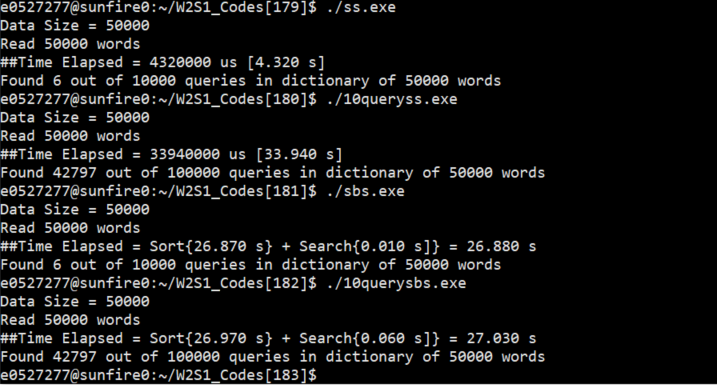 e0527277@sunfire0:~/W2S1_Codes[179]$ ./ss.exe
Data Size = 50000
Read 50000 words
##Time Elapsed = 4320000 us [4.320 s]
Found 6 out of 10000 queries in dictionary of 50000 words
e0527277@sunfire0:~/W2S1_Codes[180]$ ./10queryss.exe
Data Size = 50000
Read 50000 words
##Time Elapsed = 33940000 us [33.940 s]
Found 42797 out of 100000 queries in dictionary of 50000 words
e0527277@sunfire0:~/W2S1_Codes[181]$ ./sbs.exe
Data Size = 50000
Read 50000 words
##Time Elapsed = Sort{26.870 s} + Search{0.010 s]} = 26.880 s
Found 6 out of 10000 queries in dictionary of 50000 words
e0527277@sunfire0:~/W2S1_Codes[182]$ ./10querysbs.exe
Data Size = 50000
Read 50000 words
##Time Elapsed = Sort{26.970 s} + Search{0.060 s]} = 27.030 s
Found 42797 out of 100000 queries in dictionary of 50000 words
e0527277@sunfire0:~/W2S1_Codes[183]$